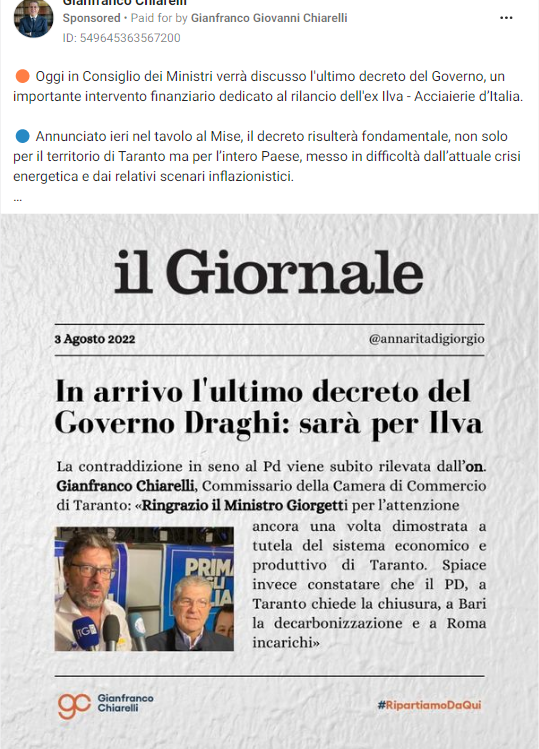 Gianfranco Chiarelli
Sponsored • Paid for by Gianfranco Giovanni Chiarelli
ID: 549645363567200
Oggi in Consiglio dei Ministri verrà discusso l'ultimo decreto del Governo, un
importante intervento finanziario dedicato al rilancio dell'ex Ilva - Acciaierie d'Italia.
Annunciato ieri nel tavolo al Mise, il decreto risulterà fondamentale, non solo
per il territorio di Taranto ma per l'intero Paese, messo in difficoltà dall'attuale crisi
energetica e dai relativi scenari inflazionistici.
...
il Giornale
3 Agosto 2022
@annaritadigiorgio
In arrivo l'ultimo decreto del
Governo Draghi: sarà per Ilva
La contraddizione in seno al Pd viene subito rilevata dall'on.
Gianfranco Chiarelli, Commissario della Camera di Commercio
di Taranto: «Ringrazio il Ministro Giorgetti per l'attenzione
ancora una volta dimostrata a
tutela del sistema economico e
produttivo di Taranto. Spiace
invece constatare che il PD, a
Taranto chiede la chiusura, a Bari
la decarbonizzazione e a Roma
incarichi»
PRIMA
TG
gc
Gianfranco
Chiarelli
#RipartiamoDaQui